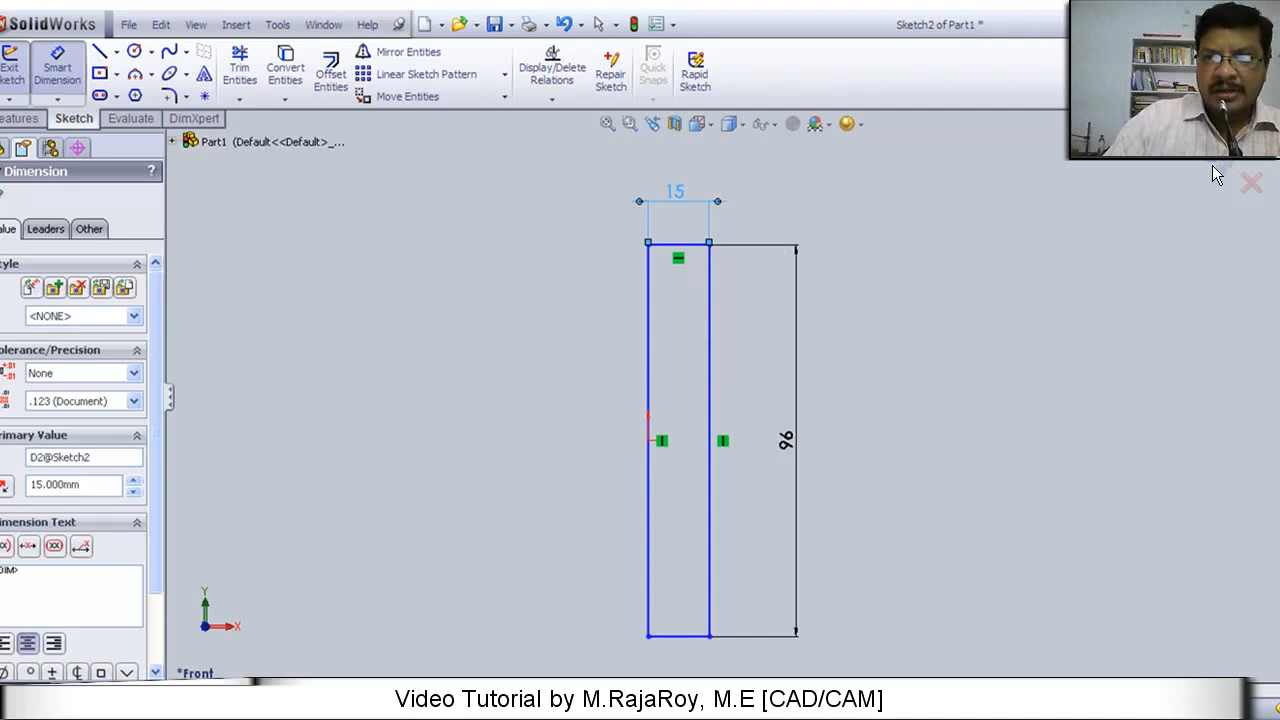 SolidWorks
File Edit View Insert Tools Window Help
Sketch2 of Part1 *
Exit Sketch
Smart Dimension
Trim Entities
Convert Entities
Offset Entities
Mirror Entities
Linear Sketch Pattern
Move Entities
Display/Delete Relations
Repair Sketch
Quick Snaps
Rapid Sketch
eatures Sketch Evaluate DimXpert
Part1 (Default<<Default>_...
Dimension ?
alue Leaders Other
tyle
<NONE>
olerance/Precision
None
.123 (Document)
rimary Value
D2@Sketch2
15.000mm
imension Text
DIM>
15
96
Y
X
*Front
Video Tutorial by M.RajaRoy, M.E [CAD/CAM]